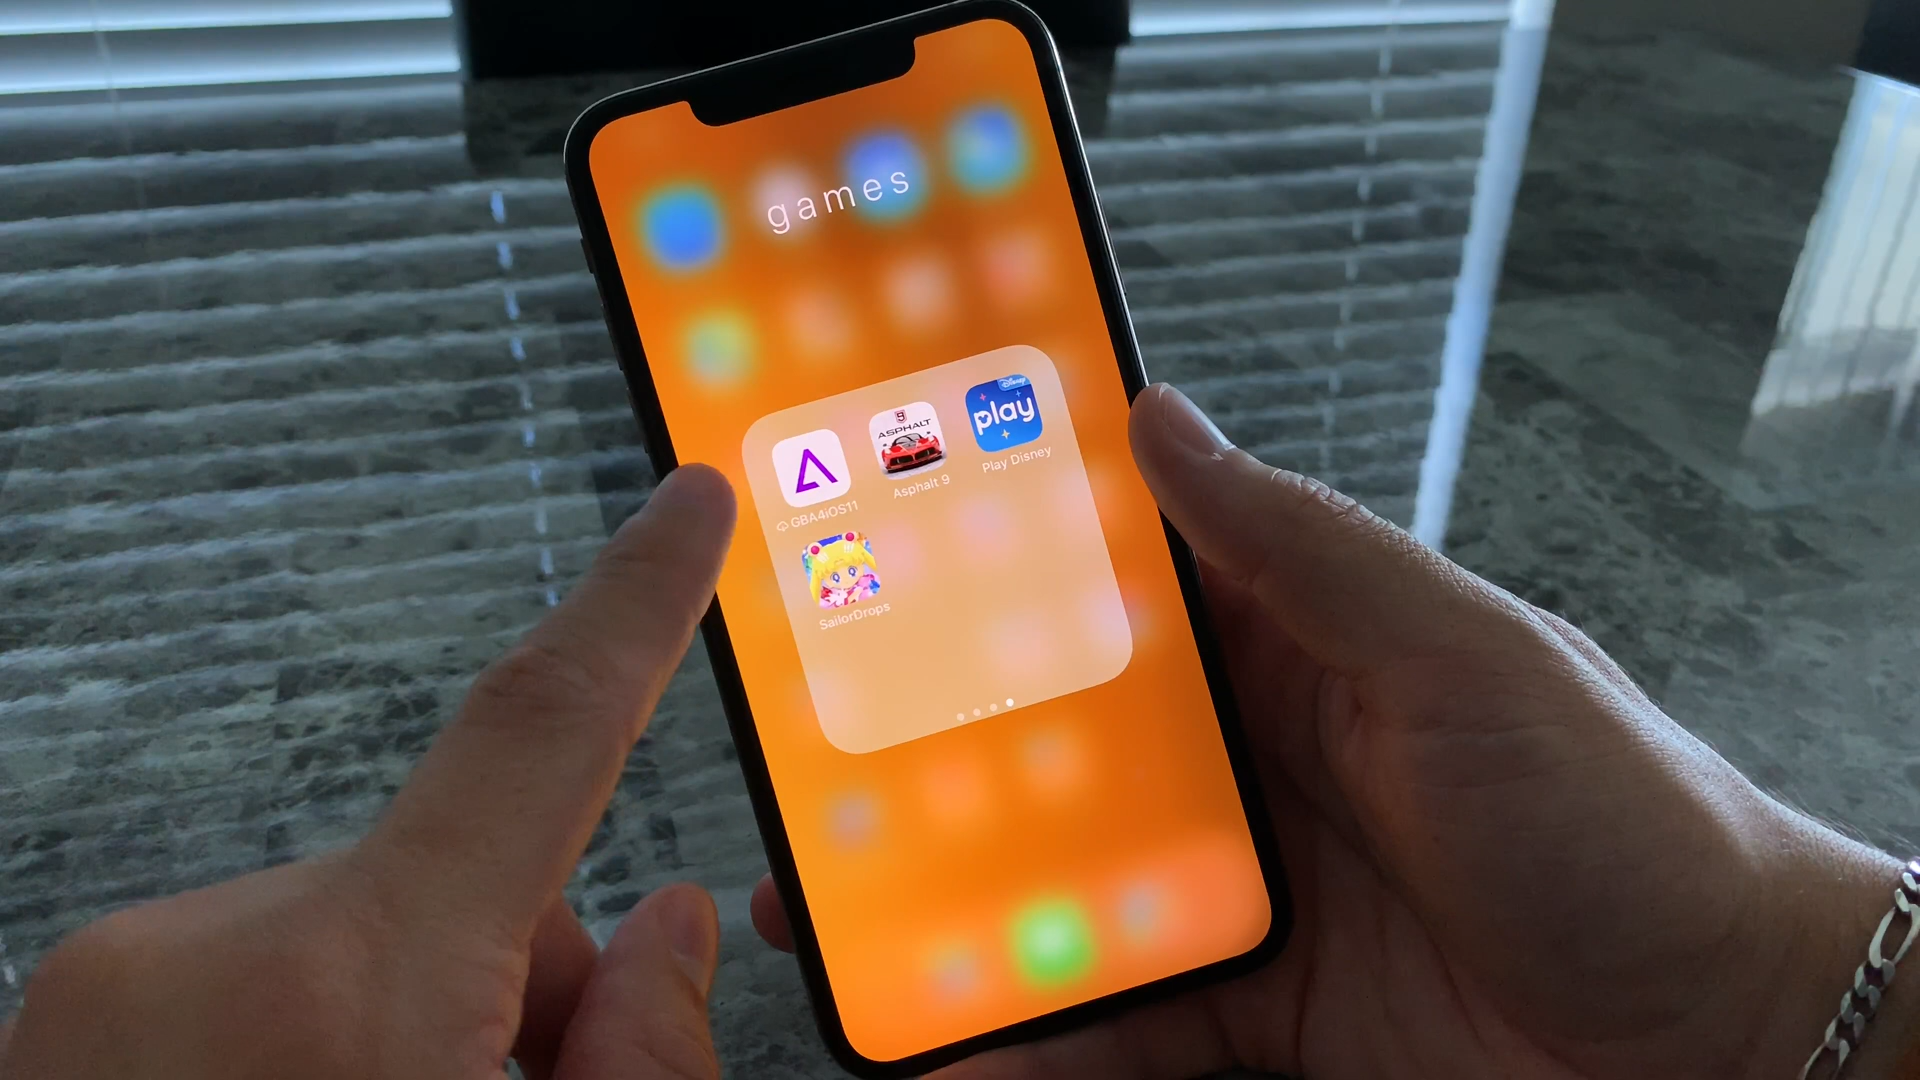 games
9
ASPHALT
Disney
play
GBA4iOS11
Asphalt 9
Play Disney
SailorDrops